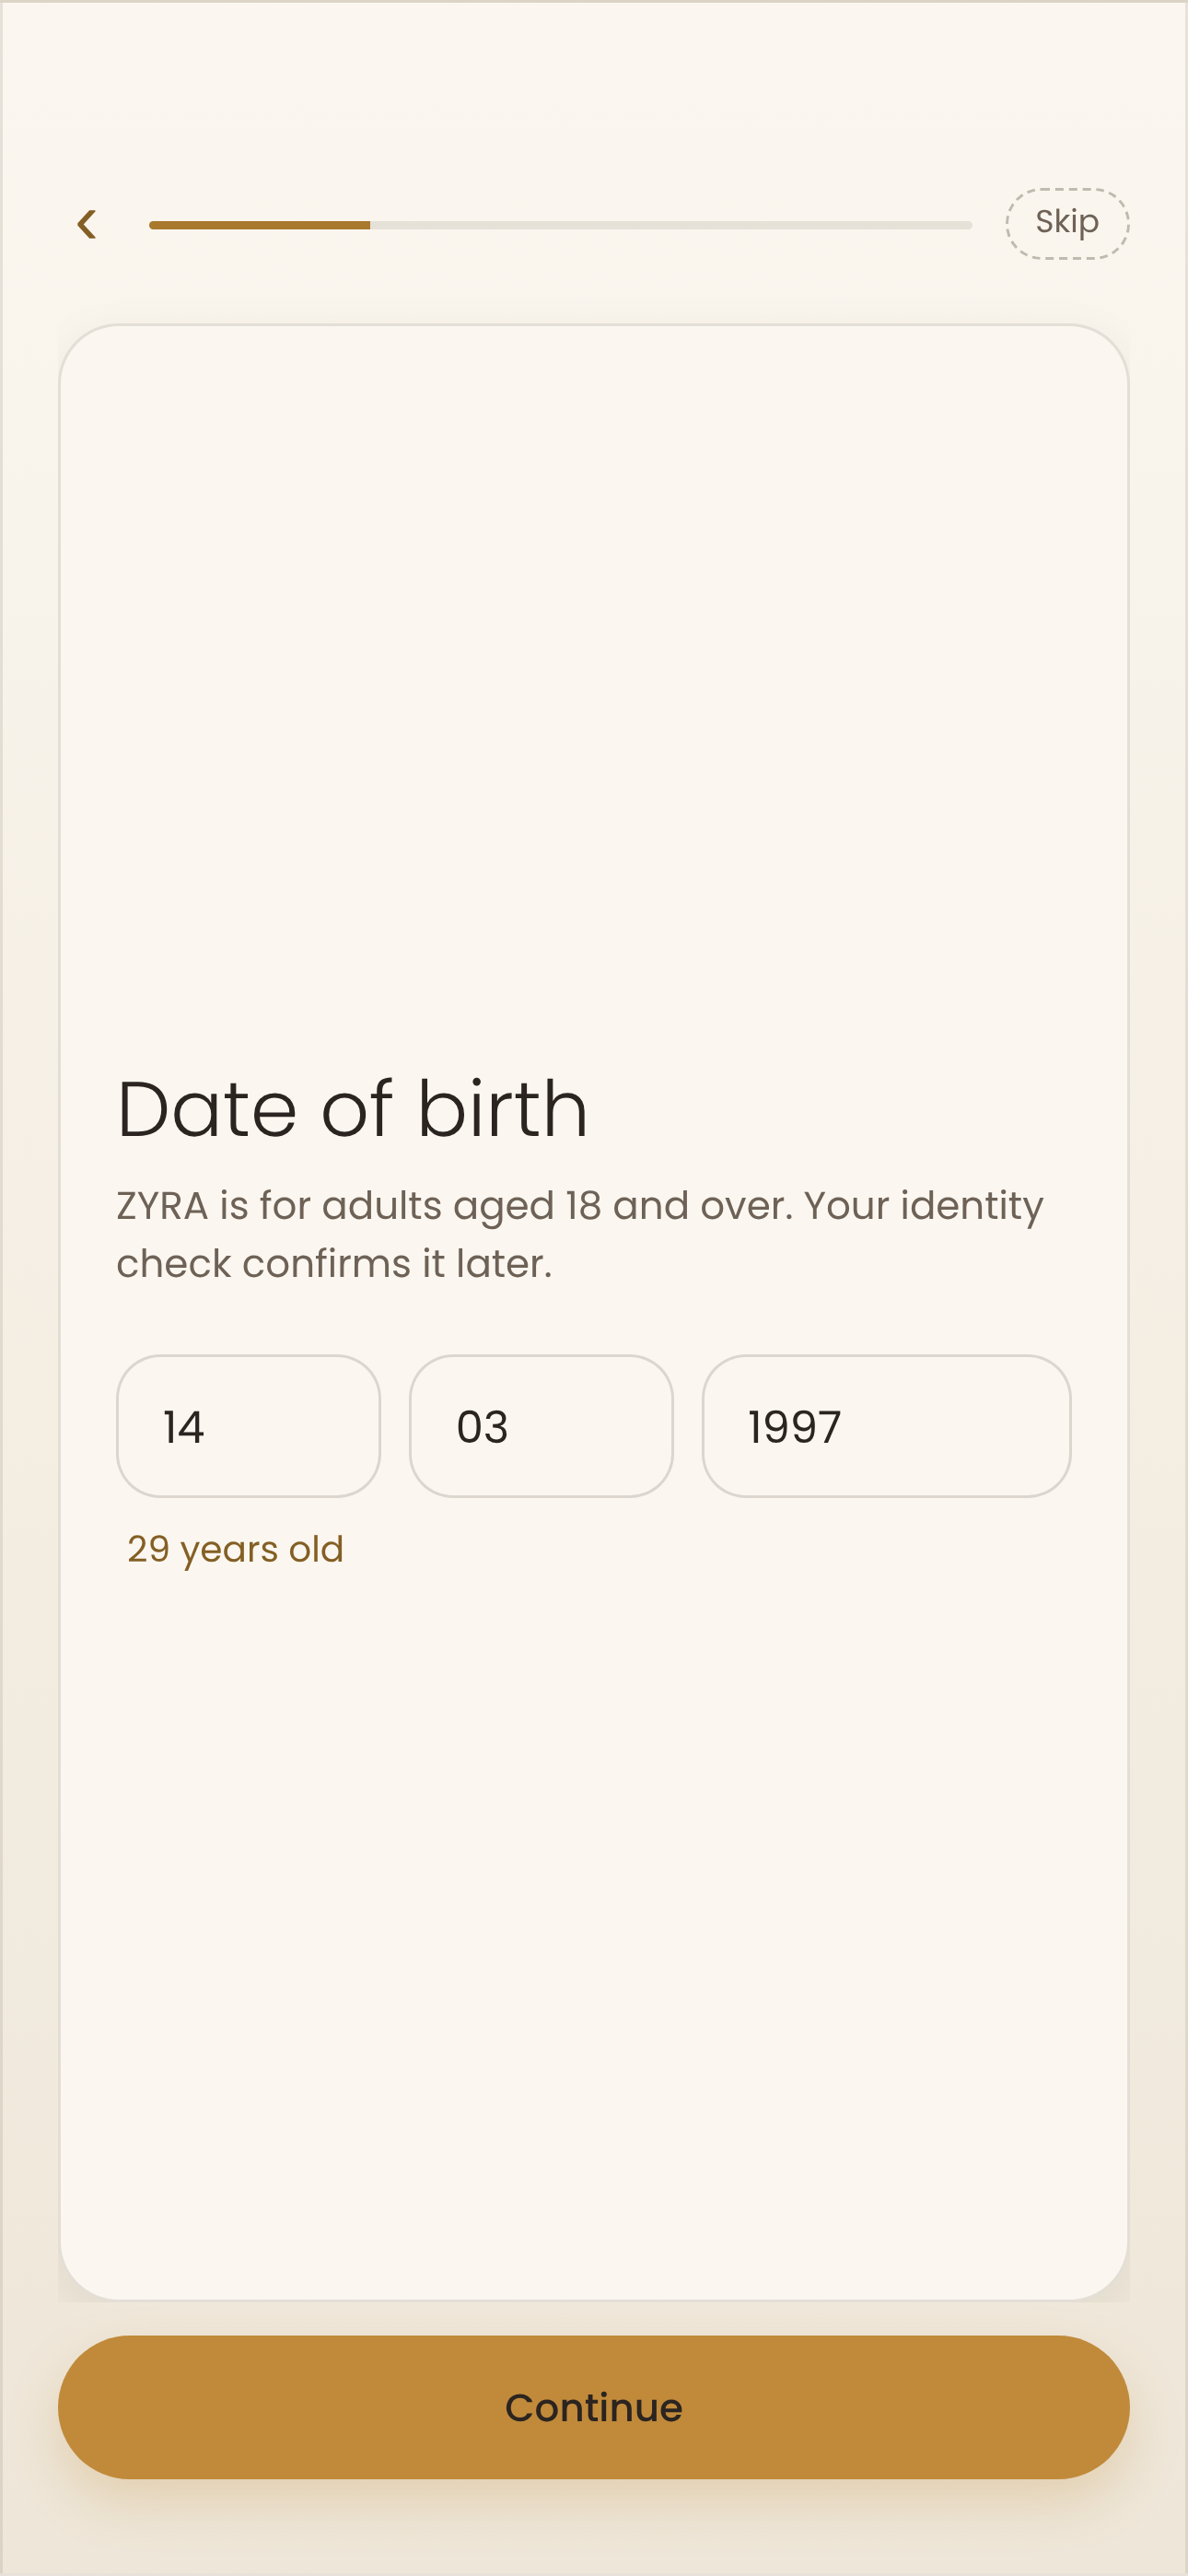 Skip
Date of birth
ZYRA is for adults aged 18 and over. Your identity
check confirms it later.
14 03 1997
29 years old
Continue